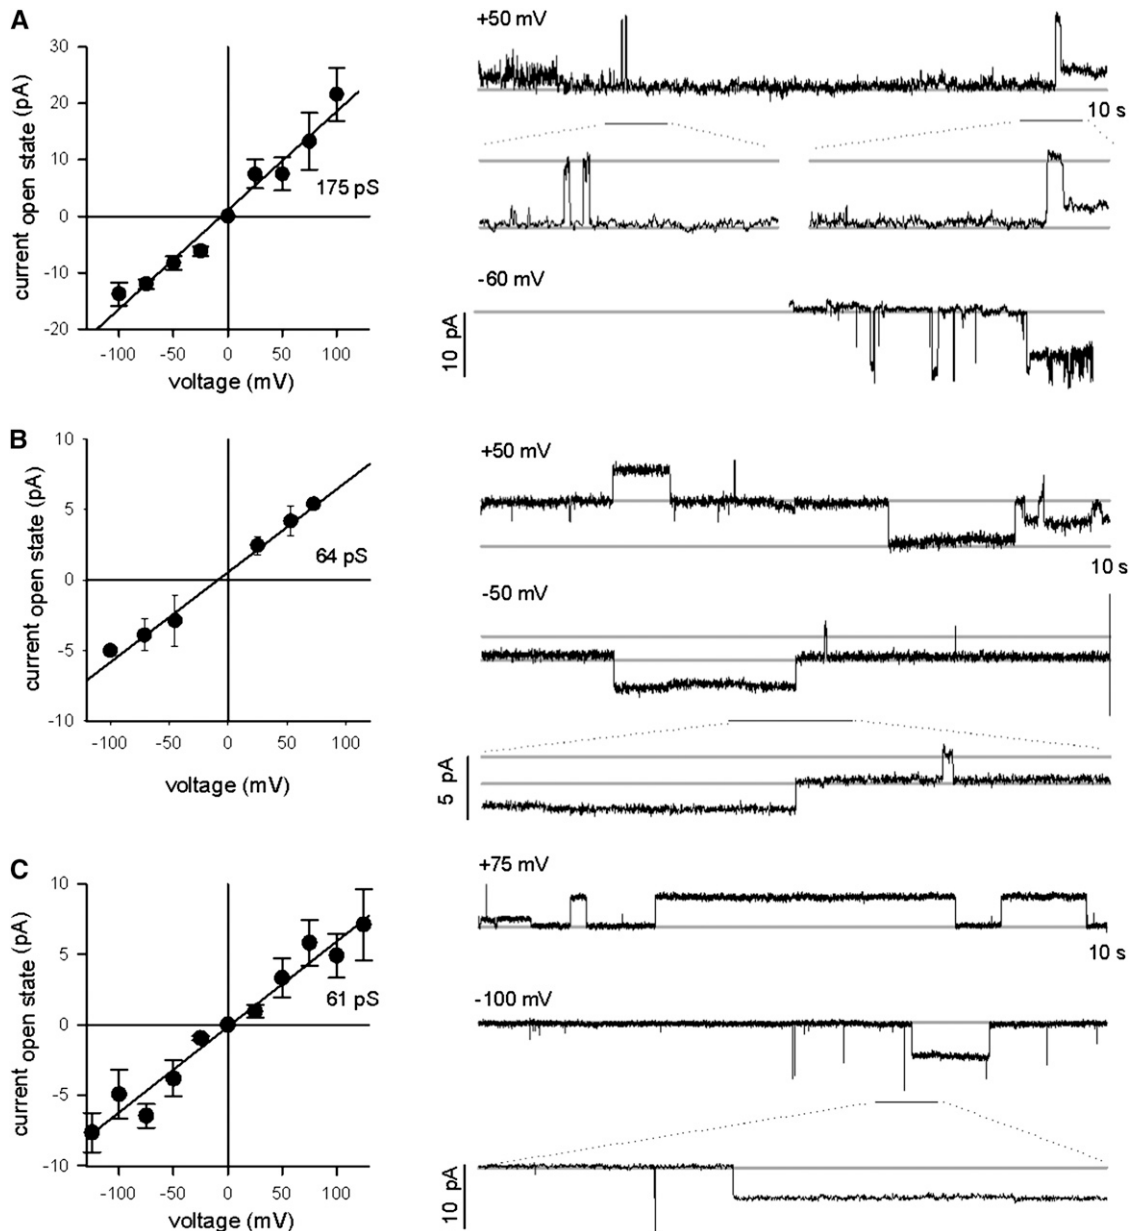 A
+50 mV
30
20
10
0
-10
-20
current open state (pA)
175 pS
-100 -50 0 50 100
voltage (mV)
10 s
-60 mV
10 pA
B
+50 mV
10
5
0
-5
-10
current open state (pA)
64 pS
-100 -50 0 50 100
voltage (mV)
10 s
-50 mV
5 pA
C
+75 mV
10
5
0
-5
-10
current open state (pA)
61 pS
-100 -50 0 50 100
voltage (mV)
10 s
-100 mV
10 pA